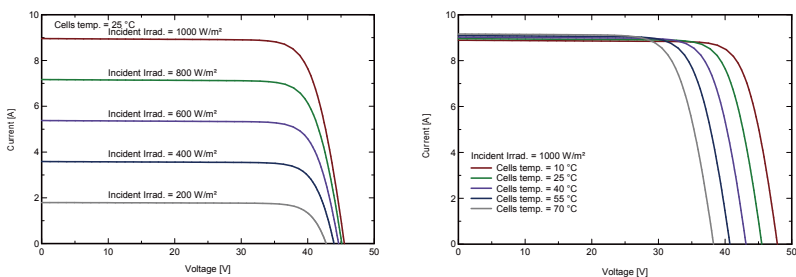 Cells temp. = 25 °C
Incident Irrad. = 1000 W/m²
Incident Irrad. = 800 W/m²
Incident Irrad. = 600 W/m²
Incident Irrad. = 400 W/m²
Incident Irrad. = 200 W/m²
10
8
6
4
2
0
Current [A]
0 10 20 30 40 50
Voltage [V]
Incident Irrad. = 1000 W/m²
Cells temp. = 10 °C
Cells temp. = 25 °C
Cells temp. = 40 °C
Cells temp. = 55 °C
Cells temp. = 70 °C
10
8
6
4
2
0
Current [A]
0 10 20 30 40 50
Voltage [V]